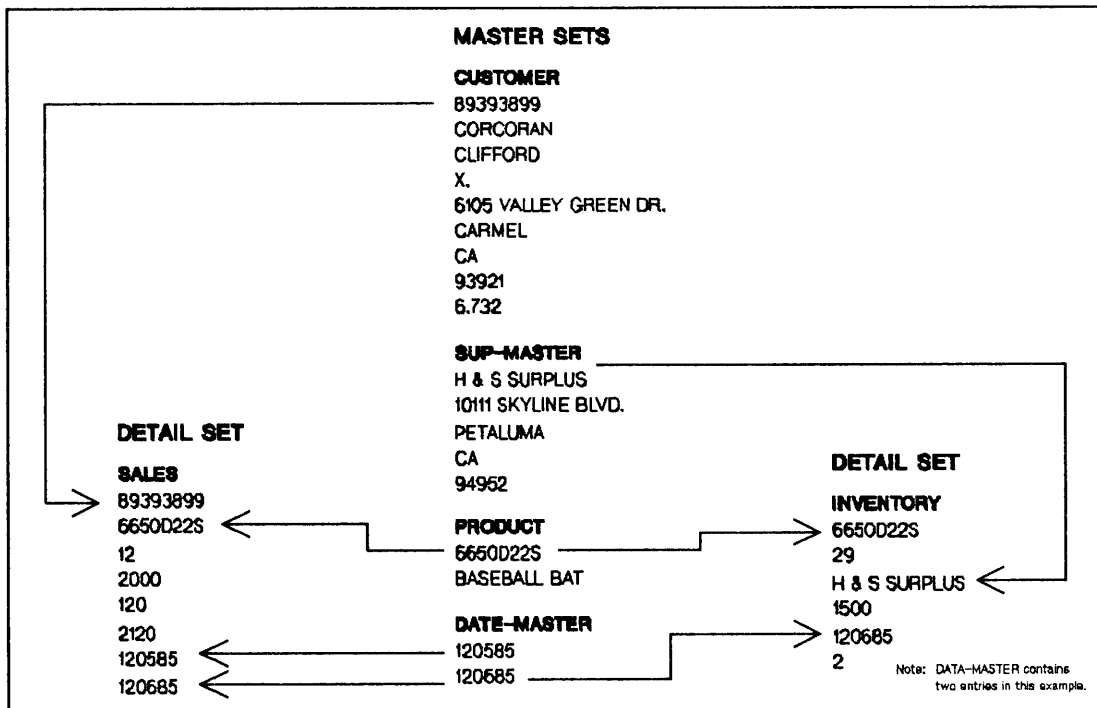 MASTER SETS
CUSTOMER
89393899
CORCORAN
CLIFFORD
X.
6105 VALLEY GREEN DR.
CARMEL
CA
93921
6.732
SUP-MASTER
H & S SURPLUS
10111 SKYLINE BLVD.
PETALUMA
CA
94952
PRODUCT
6650D22S
BASEBALL BAT
DATE-MASTER
120585
120685
DETAIL SET
SALES
89393899
6650D22S
12
2000
120
2120
120585
120685
DETAIL SET
INVENTORY
6650D22S
29
H & S SURPLUS
1500
120685
2
Note: DATA-MASTER contains
two entries in this example.